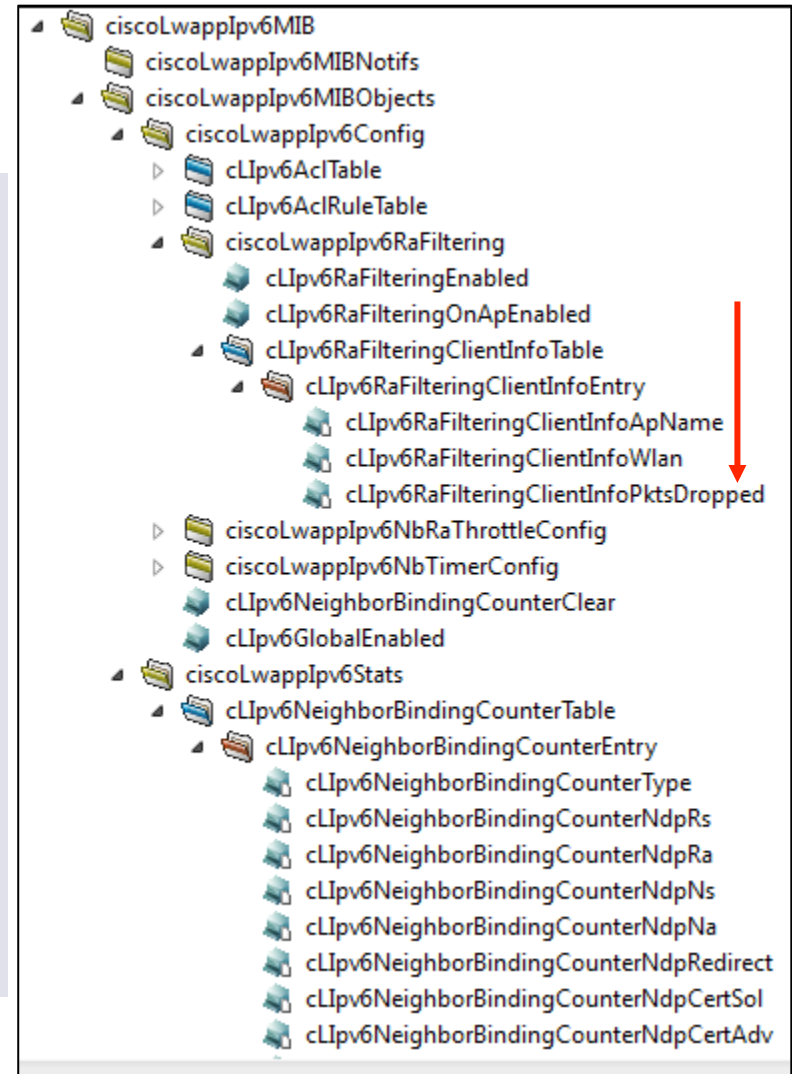 ciscoLwappIpv6MIB
ciscoLwappIpv6MIBNotifs
ciscoLwappIpv6MIBObjects
ciscoLwappIpv6Config
cLIpv6AclTable
cLIpv6AclRuleTable
ciscoLwappIpv6RaFiltering
cLIpv6RaFilteringEnabled
cLIpv6RaFilteringOnApEnabled
cLIpv6RaFilteringClientInfoTable
cLIpv6RaFilteringClientInfoEntry
cLIpv6RaFilteringClientInfoApName
cLIpv6RaFilteringClientInfoWlan
cLIpv6RaFilteringClientInfoPktsDropped
ciscoLwappIpv6NbRaThrottleConfig
ciscoLwappIpv6NbTimerConfig
cLIpv6NeighborBindingCounterClear
cLIpv6GlobalEnabled
ciscoLwappIpv6Stats
cLIpv6NeighborBindingCounterTable
cLIpv6NeighborBindingCounterEntry
cLIpv6NeighborBindingCounterType
cLIpv6NeighborBindingCounterNdpRs
cLIpv6NeighborBindingCounterNdpRa
cLIpv6NeighborBindingCounterNdpNs
cLIpv6NeighborBindingCounterNdpNa
cLIpv6NeighborBindingCounterNdpRedirect
cLIpv6NeighborBindingCounterNdpCertSol
cLIpv6NeighborBindingCounterNdpCertAdv